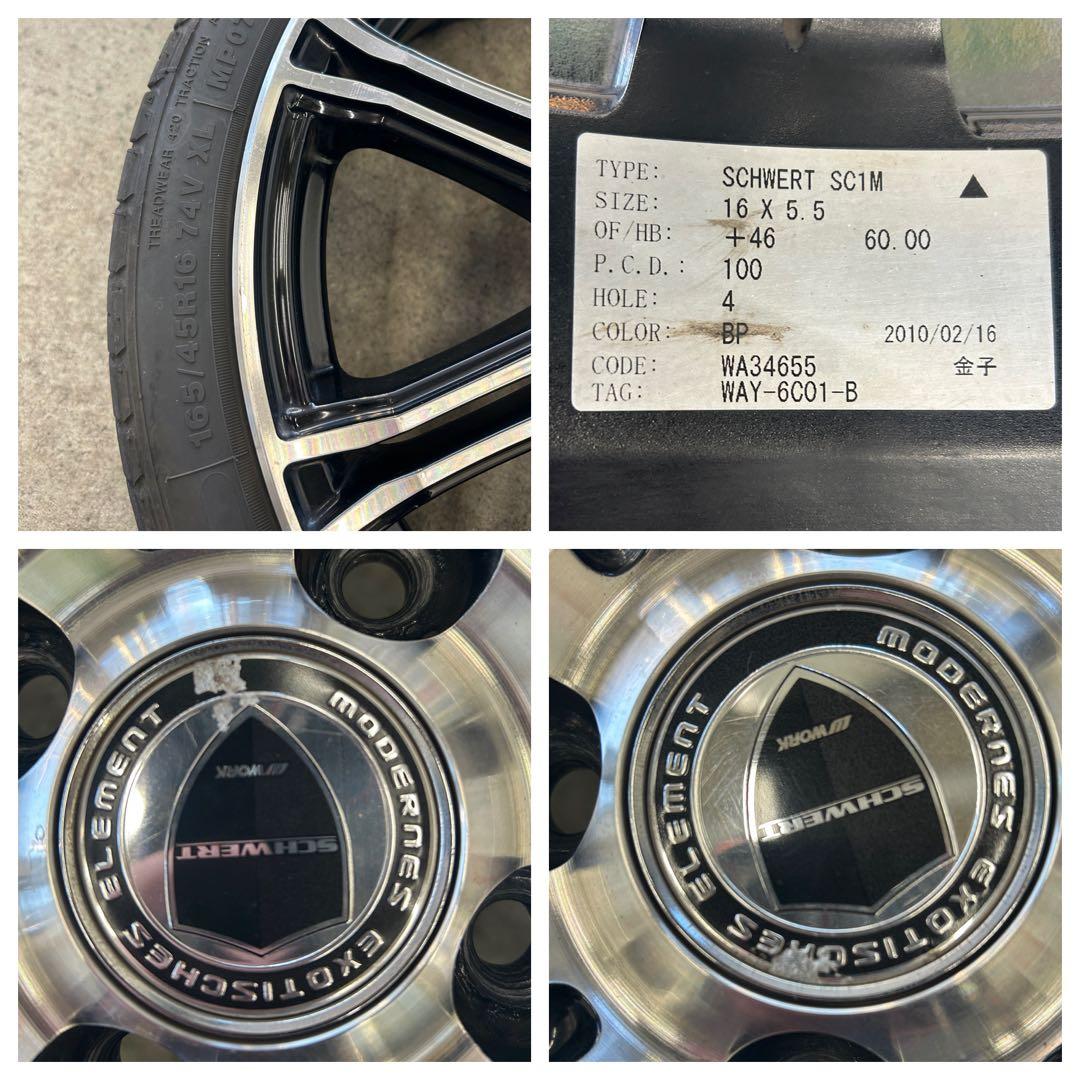 TREADWEAR 420 TRACTION
165/45R16 74V XL
TYPE: SCHWERT SC1M ▲
SIZE: 16 X 5.5
OF/HB: +46 60.00
P.C.D.: 100
HOLE: 4
COLOR: BP 2010/02/16
CODE: WA34655 金子
TAG: WAY-6C01-B
MODERNES EXOTISCHES ELEMENT
WORK
SCHWERT
MODERNES EXOTISCHES ELEMENT
WORK
SCHWERT